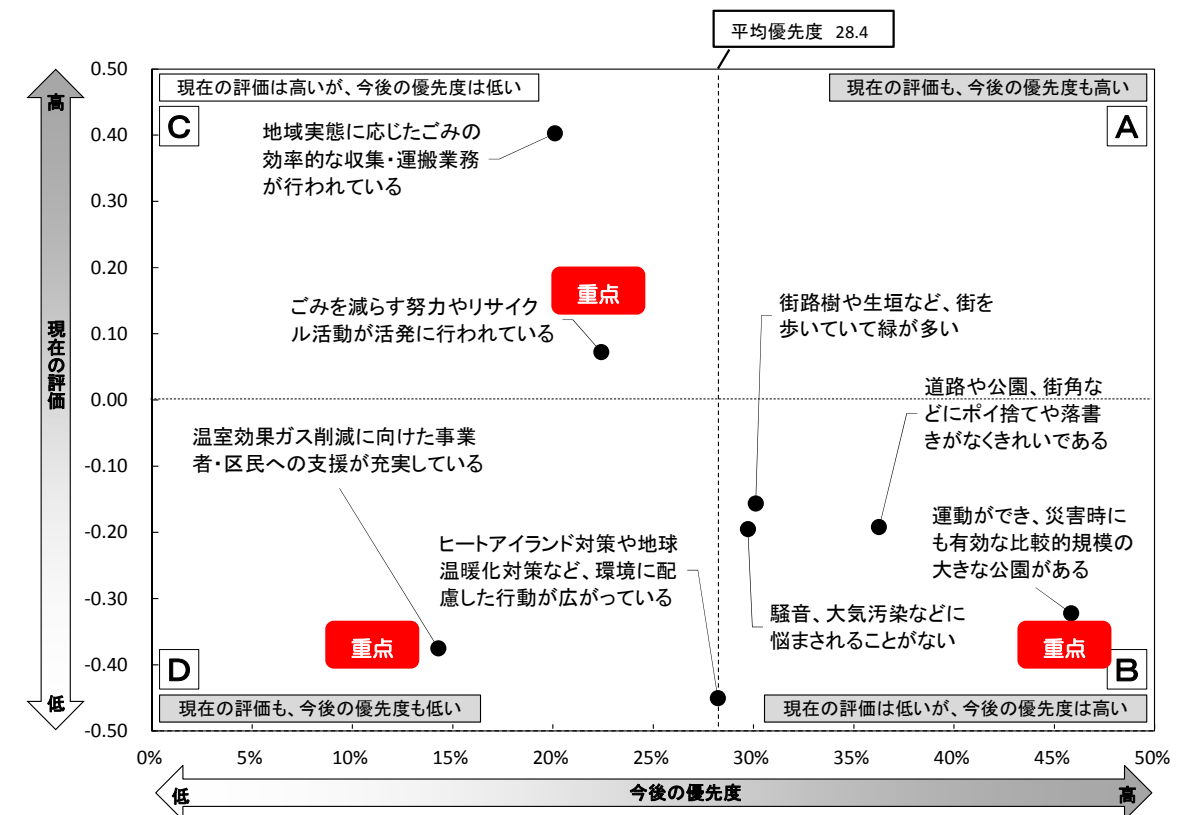 平均優先度 28.4
高
現在の評価
低
0.50
0.40
0.30
0.20
0.10
0.00
-0.10
-0.20
-0.30
-0.40
-0.50
現在の評価は高いが、今後の優先度は低い
C
現在の評価も、今後の優先度も高い
A
地域実態に応じたごみの
効率的な収集・運搬業務
が行われている
重点
ごみを減らす努力やリサイク
ル活動が活発に行われている
街路樹や生垣など、街を
歩いていて緑が多い
道路や公園、街角な
どにポイ捨てや落書
きがなくきれいである
温室効果ガス削減に向けた事業
者・区民への支援が充実している
運動ができ、災害時に
も有効な比較的規模の
大きな公園がある
ヒートアイランド対策や地球
温暖化対策など、環境に配
慮した行動が広がっている
騒音、大気汚染などに
悩まされることがない
重点
重点
D
現在の評価も、今後の優先度も低い
B
現在の評価は低いが、今後の優先度は高い
0% 5% 10% 15% 20% 25% 30% 35% 40% 45% 50%
低 今後の優先度 高